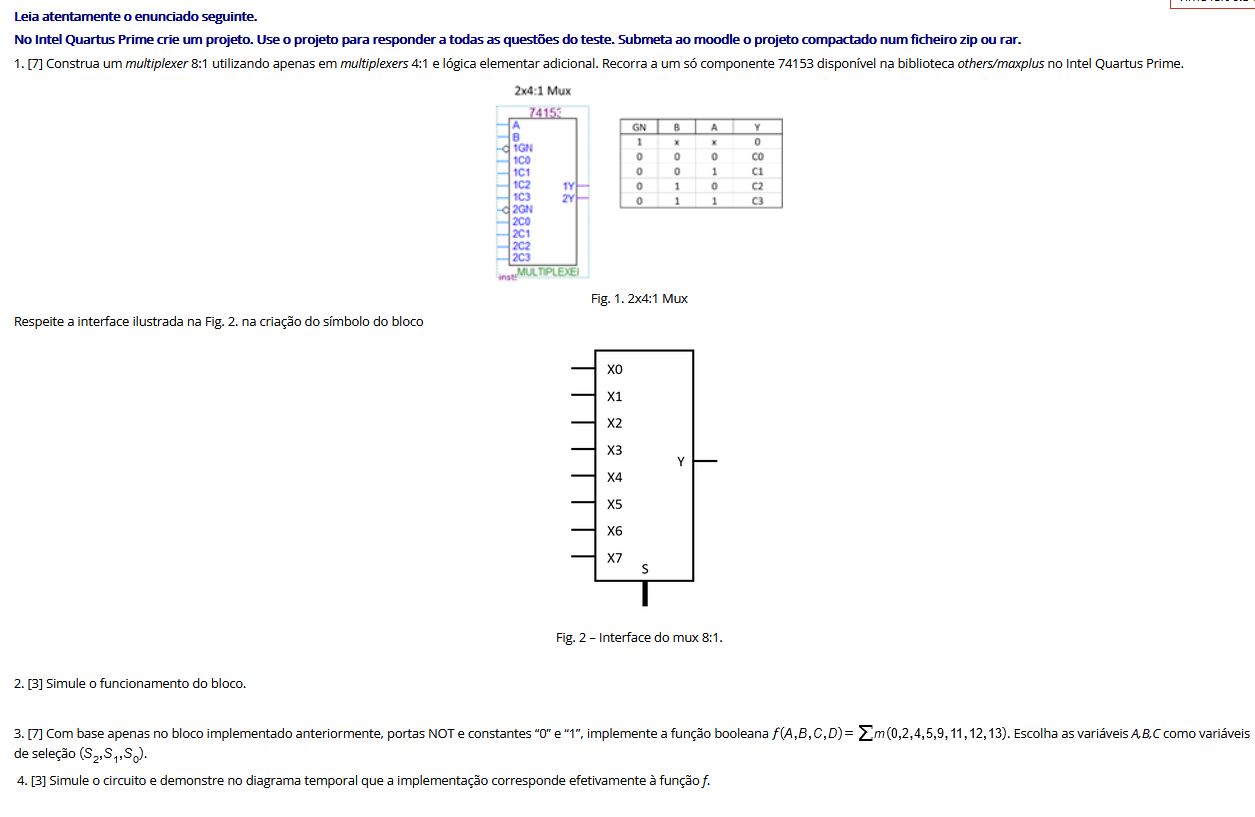 Leia atentamente o enunciado seguinte.
No Intel Quartus Prime crie um projeto. Use o projeto para responder a todas as questões do teste. Submeta ao moodle o projeto compactado num ficheiro zip ou rar.
1. [7] Construa um multiplexer 8:1 utilizando apenas em multiplexers 4:1 e lógica elementar adicional. Recorra a um só componente 74153 disponível na biblioteca others/maxplus no Intel Quartus Prime.
2x4:1 Mux
74153
A
B
1GN
1C0
1C1
1C2 1Y
1C3 2Y
2GN
2C0
2C1
2C2
2C3
MULTIPLEXE
GN B A Y
1 x x 0
0 0 0 C0
0 0 1 C1
0 1 0 C2
0 1 1 C3
Fig. 1. 2x4:1 Mux
Respeite a interface ilustrada na Fig. 2. na criação do símbolo do bloco
X0
X1
X2
X3
Y
X4
X5
X6
X7
S
Fig. 2 – Interface do mux 8:1.
2. [3] Simule o funcionamento do bloco.
3. [7] Com base apenas no bloco implementado anteriormente, portas NOT e constantes “0” e “1”, implemente a função booleana f(A,B,C,D)= ∑m(0,2,4,5,9,11,12,13). Escolha as variáveis A,B,C como variáveis
de seleção (S₂,S₁,S₀).
4. [3] Simule o circuito e demonstre no diagrama temporal que a implementação corresponde efetivamente à função f.